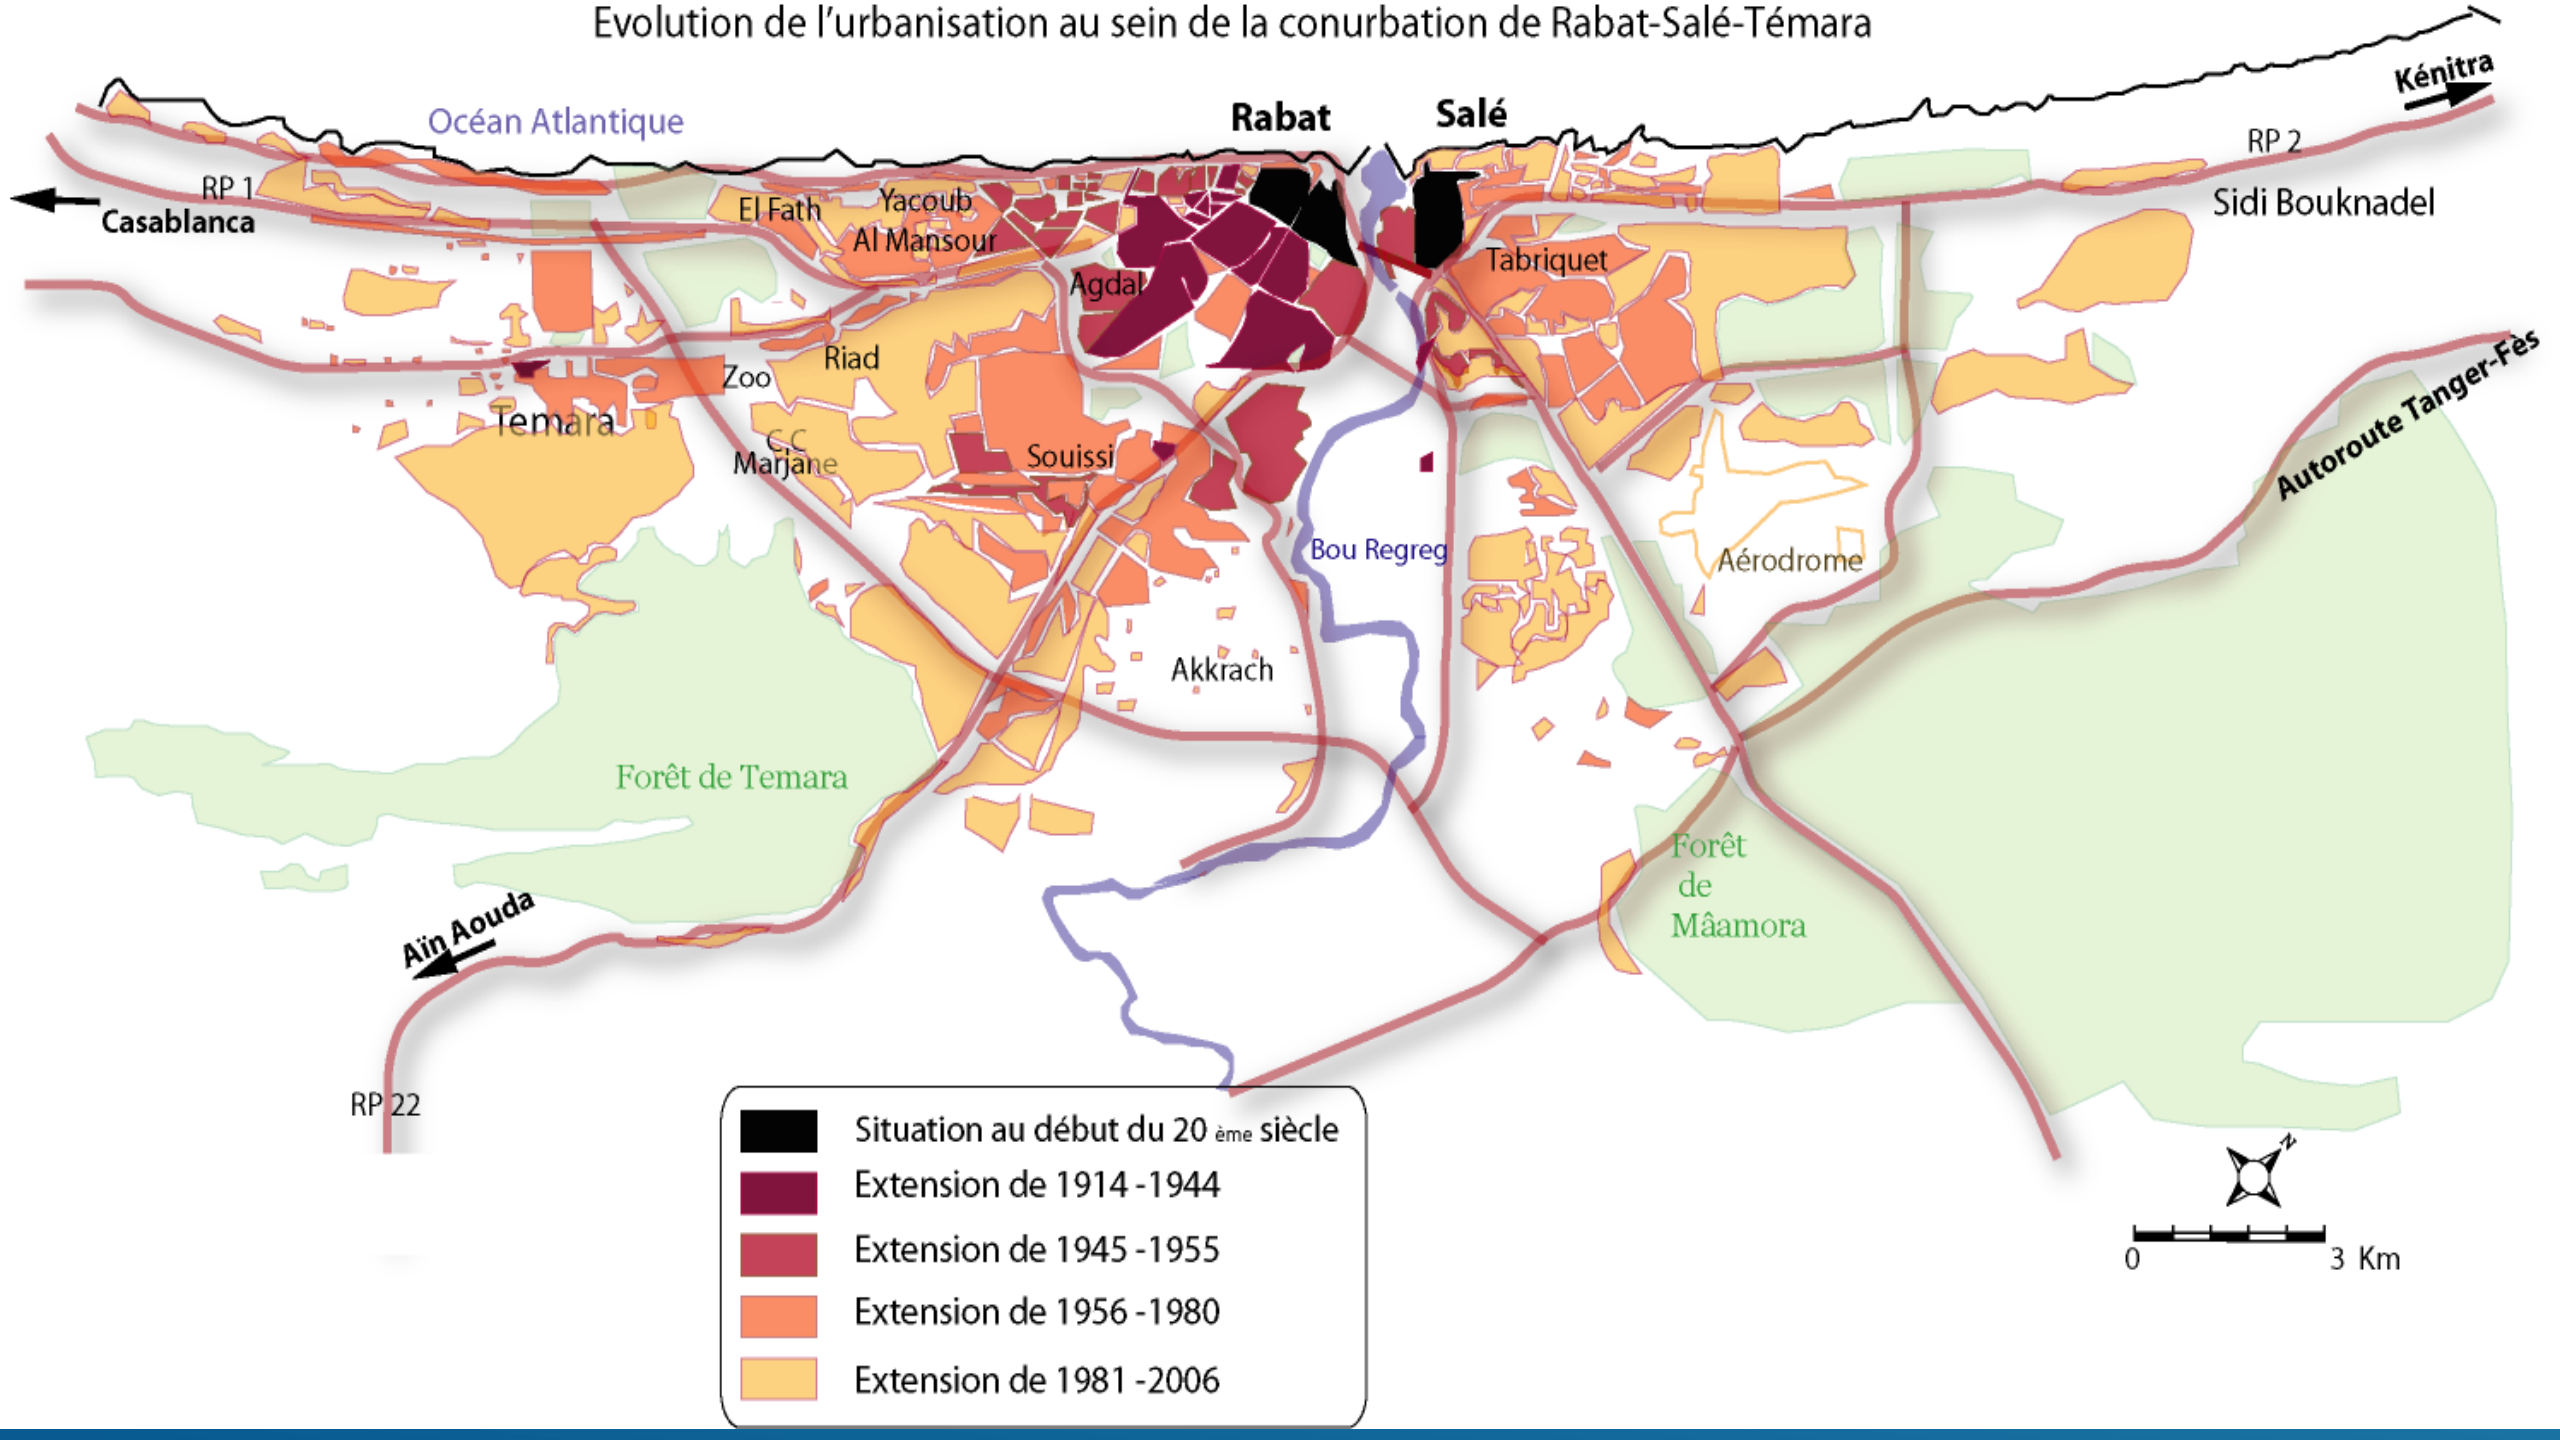 Evolution de l'urbanisation au sein de la conurbation de Rabat-Salé-Témara
Kénitra
Océan Atlantique
Rabat
Salé
RP 2
RP 1
Casablanca
Sidi Bouknadel
El Fath
Yacoub
Al Mansour
Tabriquet
Agdal
Riad
Zoo
Autoroute Tanger-Fès
Temara
C,C
Marjane
Souissi
Bou Regreg
Aérodrome
Akkrach
Forêt de Temara
Forêt
de
Mâamora
Aïn Aouda
RP 22
Situation au début du 20 ème siècle
Extension de 1914 -1944
Extension de 1945 -1955
Extension de 1956 -1980
Extension de 1981 -2006
N
0 3 Km